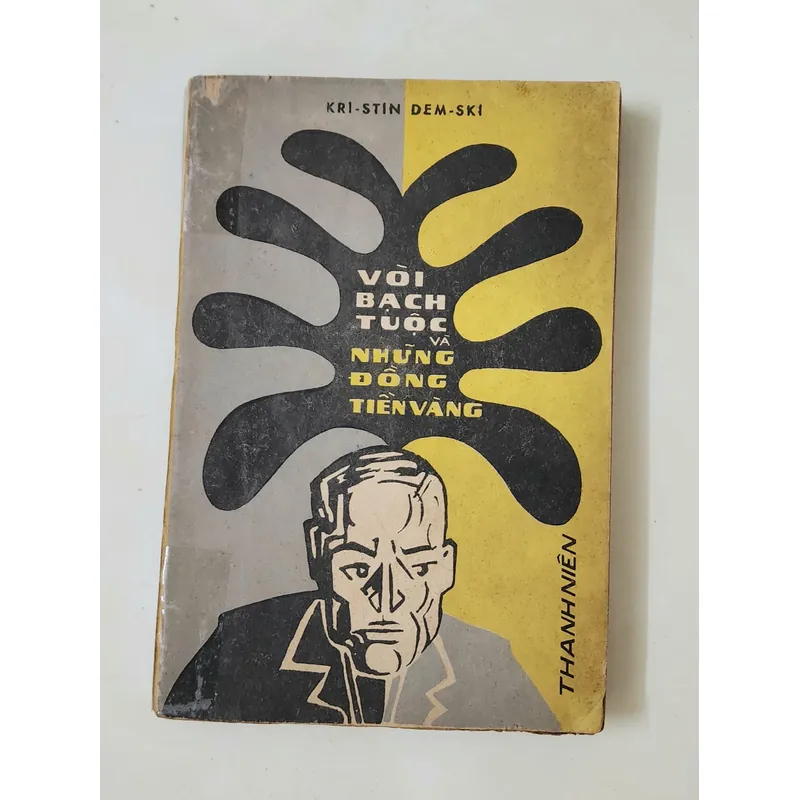 KRI-STIN DEM-SKI
VÒI
BẠCH
TUỘC
VÀ
NHỮNG
ĐỒNG
TIỀN VÀNG
THANH NIÊN